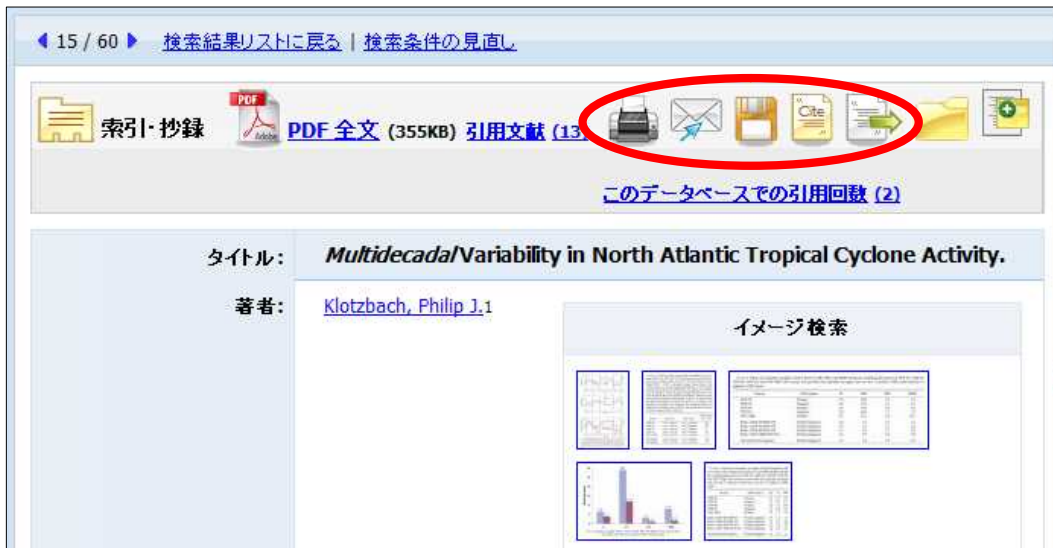 15 / 60 検索結果リストに戻る | 検索条件の見直し
索引・抄録 PDF Adobe PDF 全文 (355KB) 引用文献 (13) Cite
このデータベースでの引用回数 (2)
タイトル: Multidecadal Variability in North Atlantic Tropical Cyclone Activity.
著者: Klotzbach, Philip J.1
イメージ検索